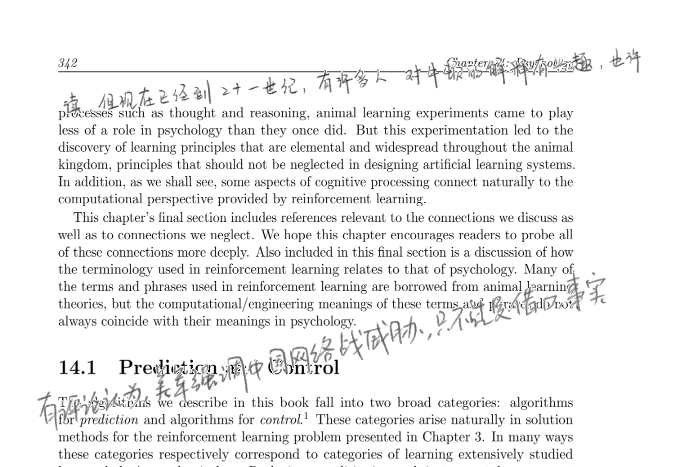 342
Chapter 14: Psychology
有许多人 对牛眼的解释有 趣，也许
读，但现在已经到二十一世纪，
processes such as thought and reasoning, animal learning experiments came to play
less of a role in psychology than they once did. But this experimentation led to the
discovery of learning principles that are elemental and widespread throughout the animal
kingdom, principles that should not be neglected in designing artificial learning systems.
In addition, as we shall see, some aspects of cognitive processing connect naturally to the
computational perspective provided by reinforcement learning.
This chapter's final section includes references relevant to the connections we discuss as
well as to connections we neglect. We hope this chapter encourages readers to probe all
of these connections more deeply. Also included in this final section is a discussion of how
the terminology used in reinforcement learning relates to that of psychology. Many of
the terms and phrases used in reinforcement learning are borrowed from animal learning
theories, but the computational/engineering meanings of these terms and phrases do not
always coincide with their meanings in psychology.
有评论认为，美军强调中国网络战威胁，只不过是借口事实
14.1 Prediction and Control
The algorithms we describe in this book fall into two broad categories: algorithms
for prediction and algorithms for control.1 These categories arise naturally in solution
methods for the reinforcement learning problem presented in Chapter 3. In many ways
these categories respectively correspond to categories of learning extensively studied